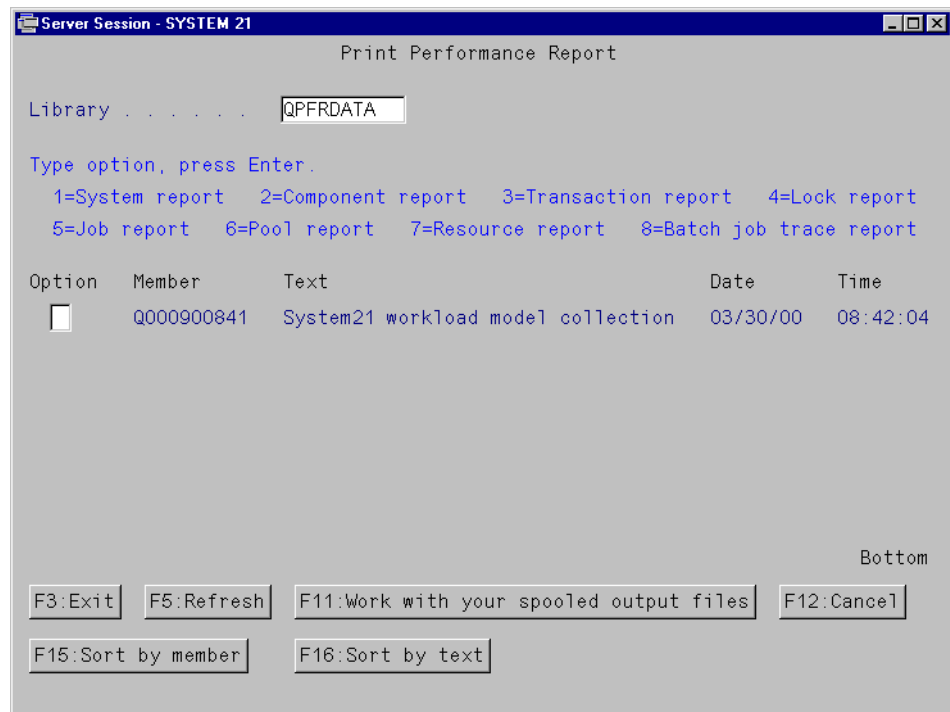 Server Session - SYSTEM 21
Print Performance Report
Library . . . . . . QPFRDATA
Type option, press Enter.
1=System report 2=Component report 3=Transaction report 4=Lock report
5=Job report 6=Pool report 7=Resource report 8=Batch job trace report
Option Member Text Date Time
Q000900841 System21 workload model collection 03/30/00 08:42:04
Bottom
F3:Exit F5:Refresh F11:Work with your spooled output files F12:Cancel
F15:Sort by member F16:Sort by text